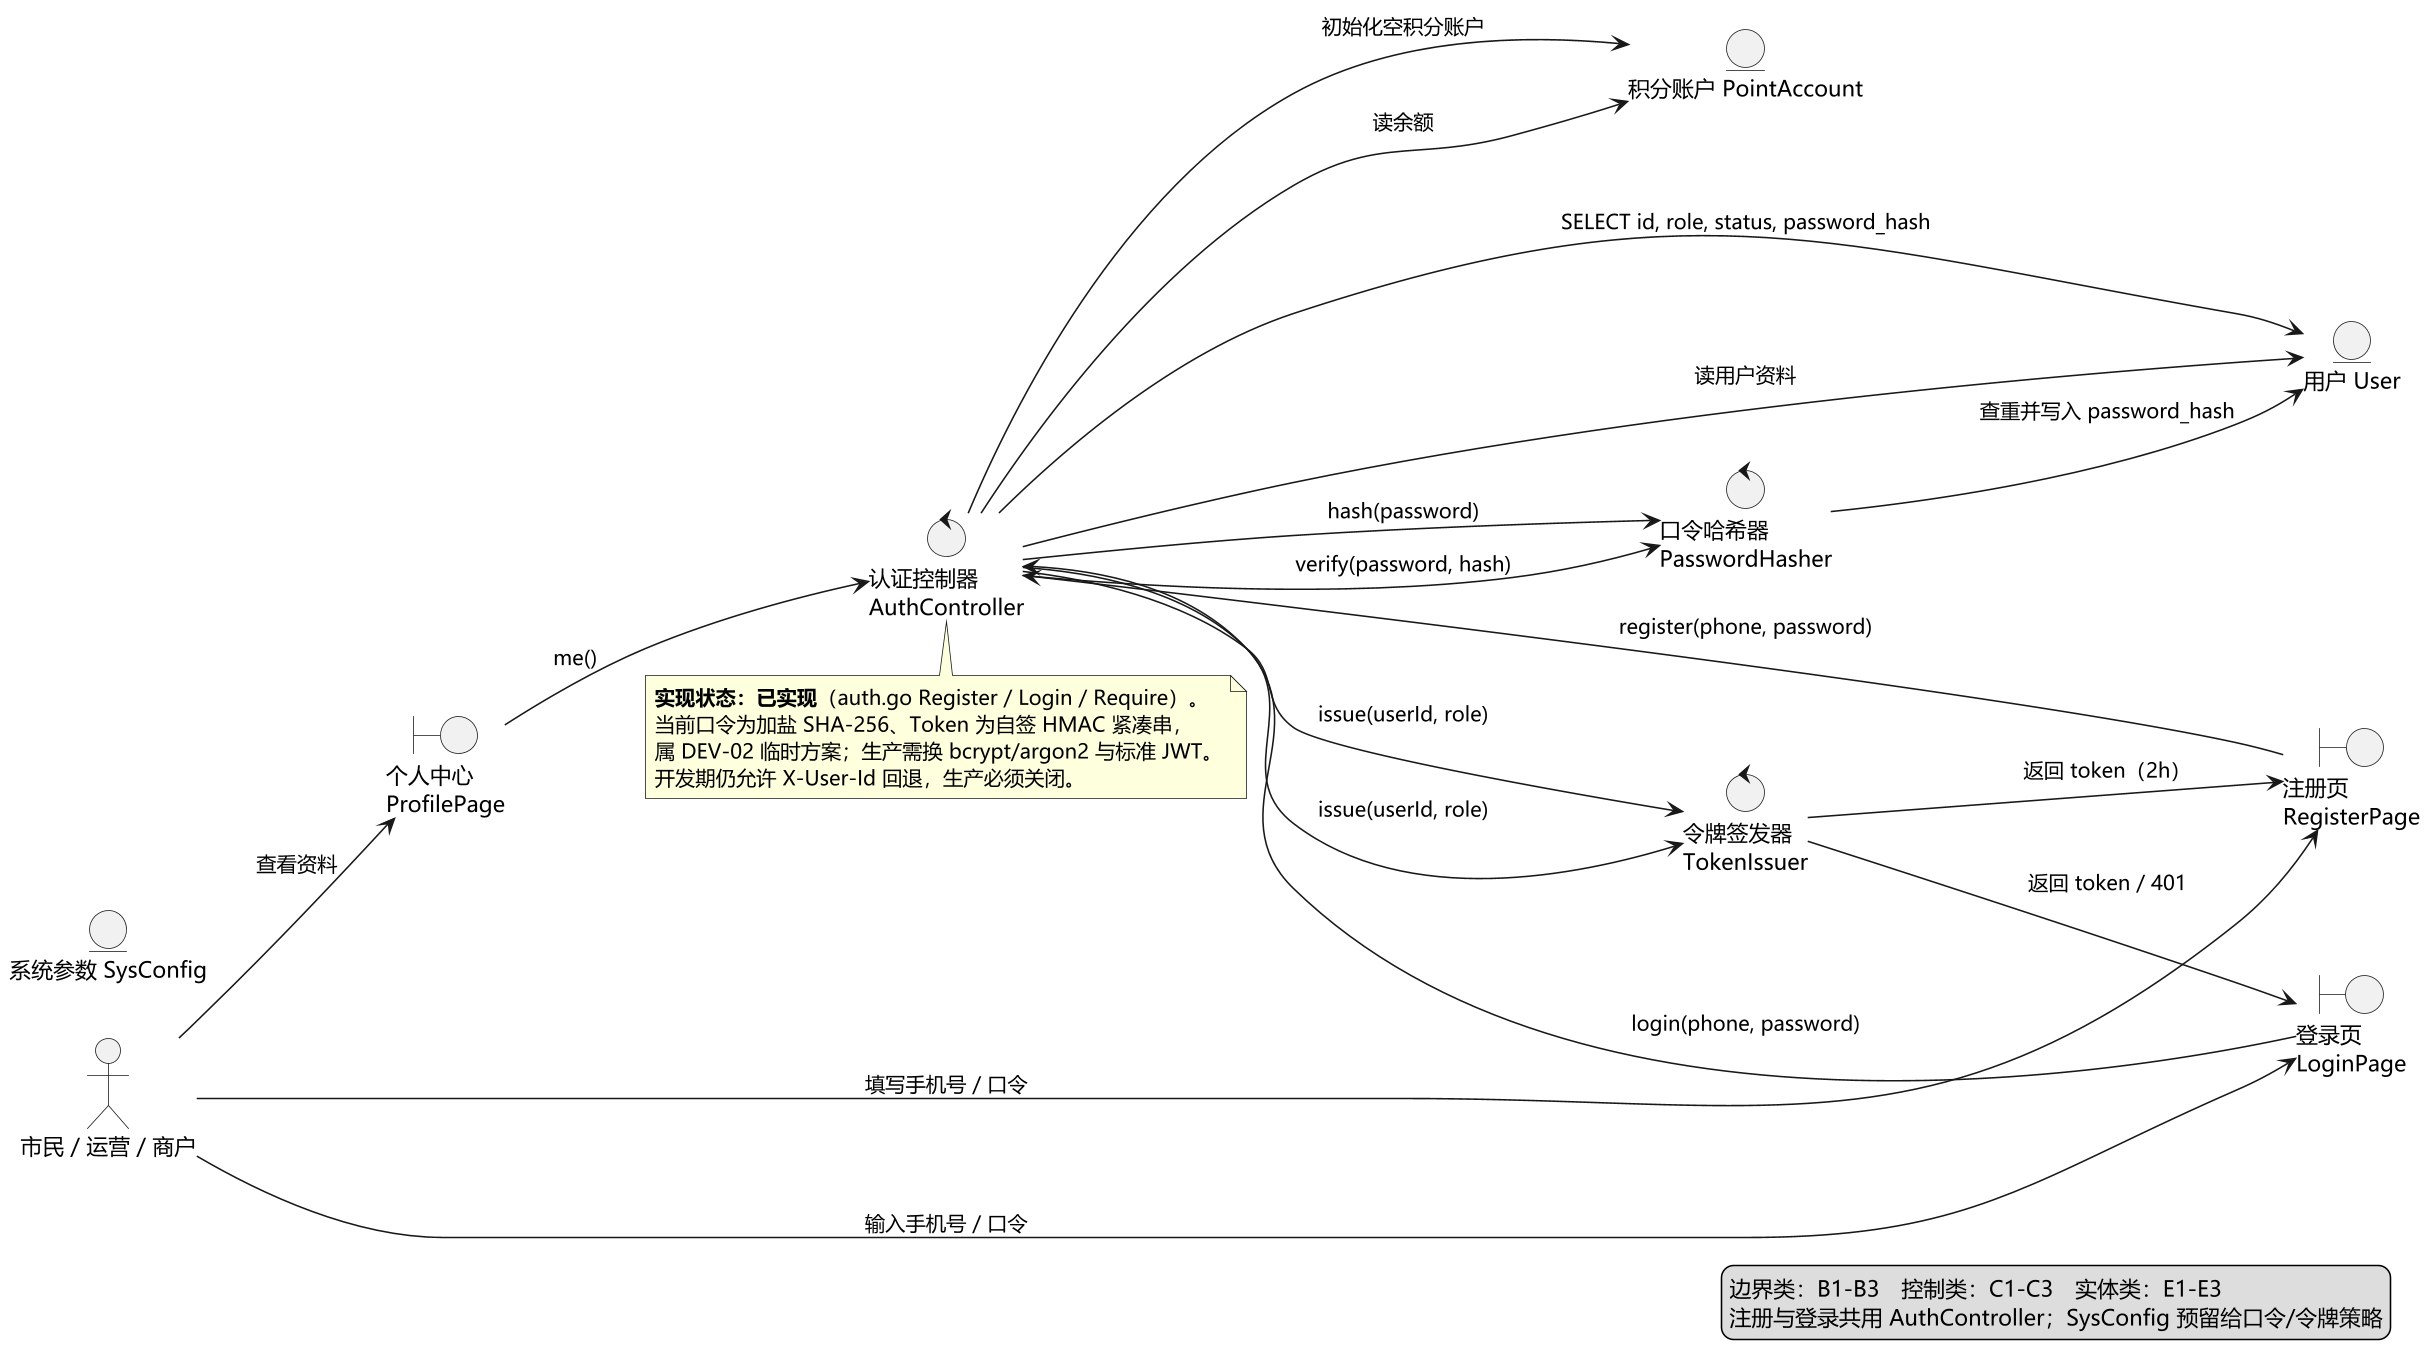 初始化空积分账户
积分账户 PointAccount
读余额
SELECT id, role, status, password_hash
用户 User
读用户资料
查重并写入 password_hash
hash(password)
口令哈希器
PasswordHasher
verify(password, hash)
认证控制器
AuthController
register(phone, password)
me()
实现状态：已实现（auth.go Register / Login / Require）。
当前口令为加盐 SHA-256、Token 为自签 HMAC 紧凑串，
属 DEV-02 临时方案；生产需换 bcrypt/argon2 与标准 JWT。
开发期仍允许 X-User-Id 回退，生产必须关闭。
issue(userId, role)
个人中心
ProfilePage
返回 token（2h）
注册页
RegisterPage
issue(userId, role)
令牌签发器
TokenIssuer
查看资料
返回 token / 401
系统参数 SysConfig
login(phone, password)
登录页
LoginPage
填写手机号 / 口令
市民 / 运营 / 商户
输入手机号 / 口令
边界类：B1-B3　控制类：C1-C3　实体类：E1-E3
注册与登录共用 AuthController；SysConfig 预留给口令/令牌策略